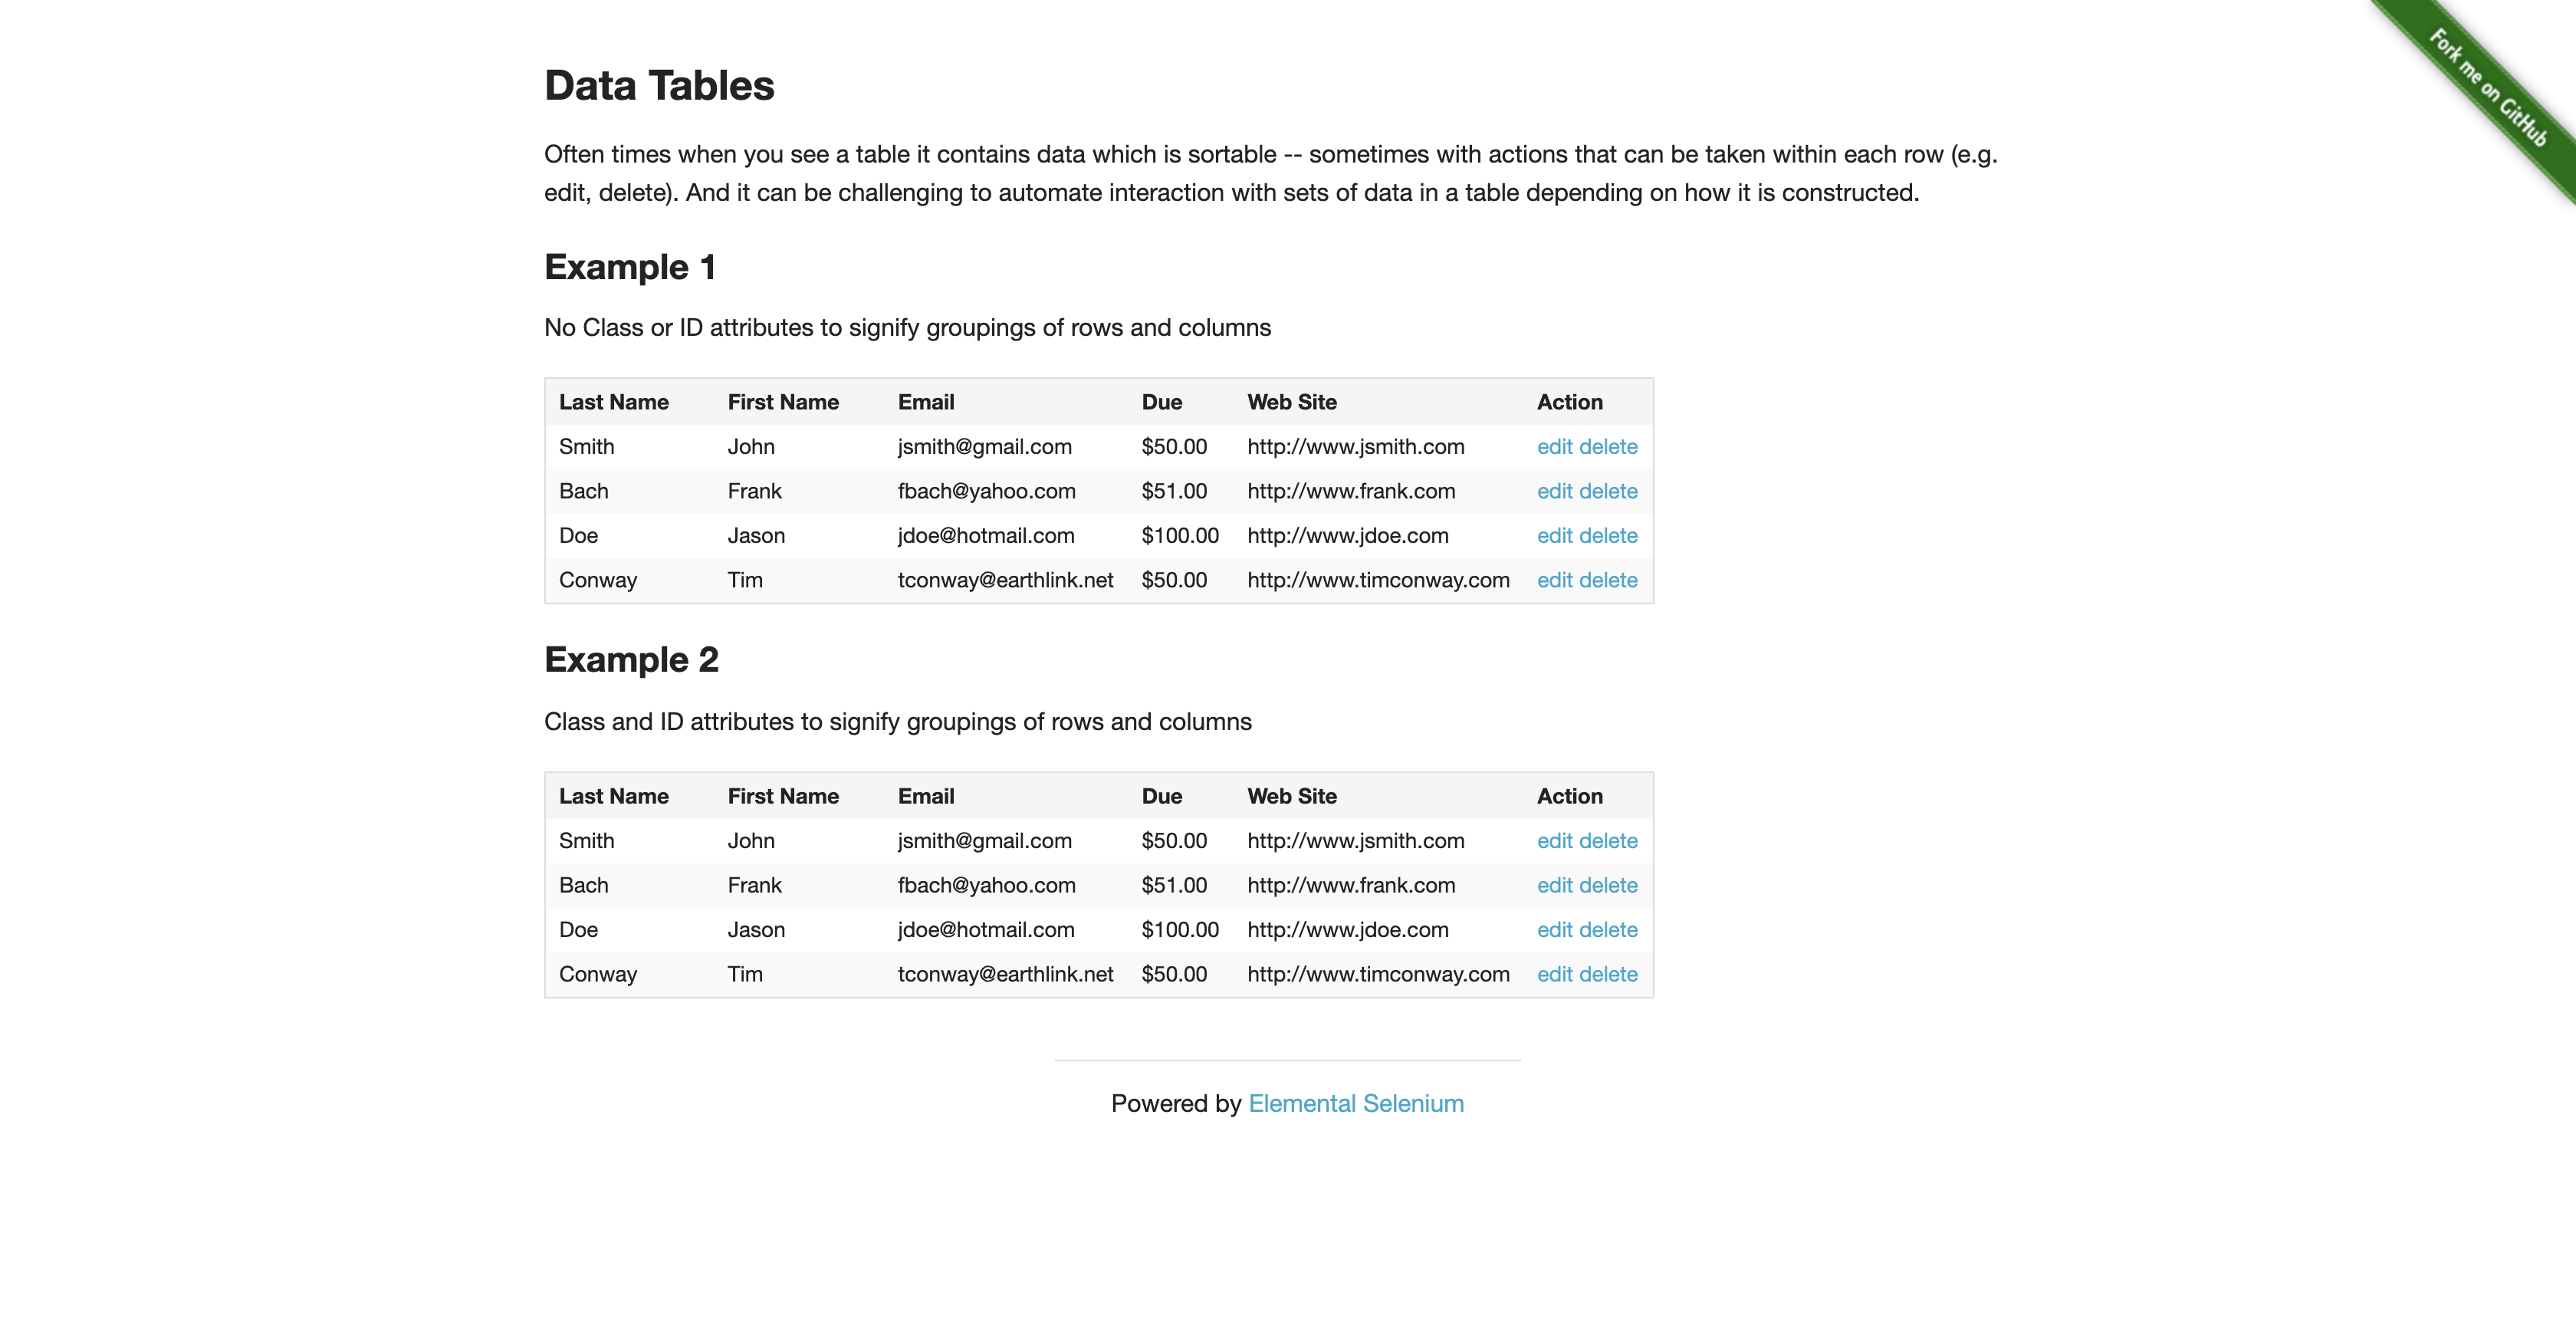 Fork me on GitHub
Data Tables
Often times when you see a table it contains data which is sortable -- sometimes with actions that can be taken within each row (e.g.
edit, delete). And it can be challenging to automate interaction with sets of data in a table depending on how it is constructed.
Example 1
No Class or ID attributes to signify groupings of rows and columns
Last Name First Name Email Due Web Site Action
Smith John jsmith@gmail.com $50.00 http://www.jsmith.com edit delete
Bach Frank fbach@yahoo.com $51.00 http://www.frank.com edit delete
Doe Jason jdoe@hotmail.com $100.00 http://www.jdoe.com edit delete
Conway Tim tconway@earthlink.net $50.00 http://www.timconway.com edit delete
Example 2
Class and ID attributes to signify groupings of rows and columns
Last Name First Name Email Due Web Site Action
Smith John jsmith@gmail.com $50.00 http://www.jsmith.com edit delete
Bach Frank fbach@yahoo.com $51.00 http://www.frank.com edit delete
Doe Jason jdoe@hotmail.com $100.00 http://www.jdoe.com edit delete
Conway Tim tconway@earthlink.net $50.00 http://www.timconway.com edit delete
Powered by Elemental Selenium